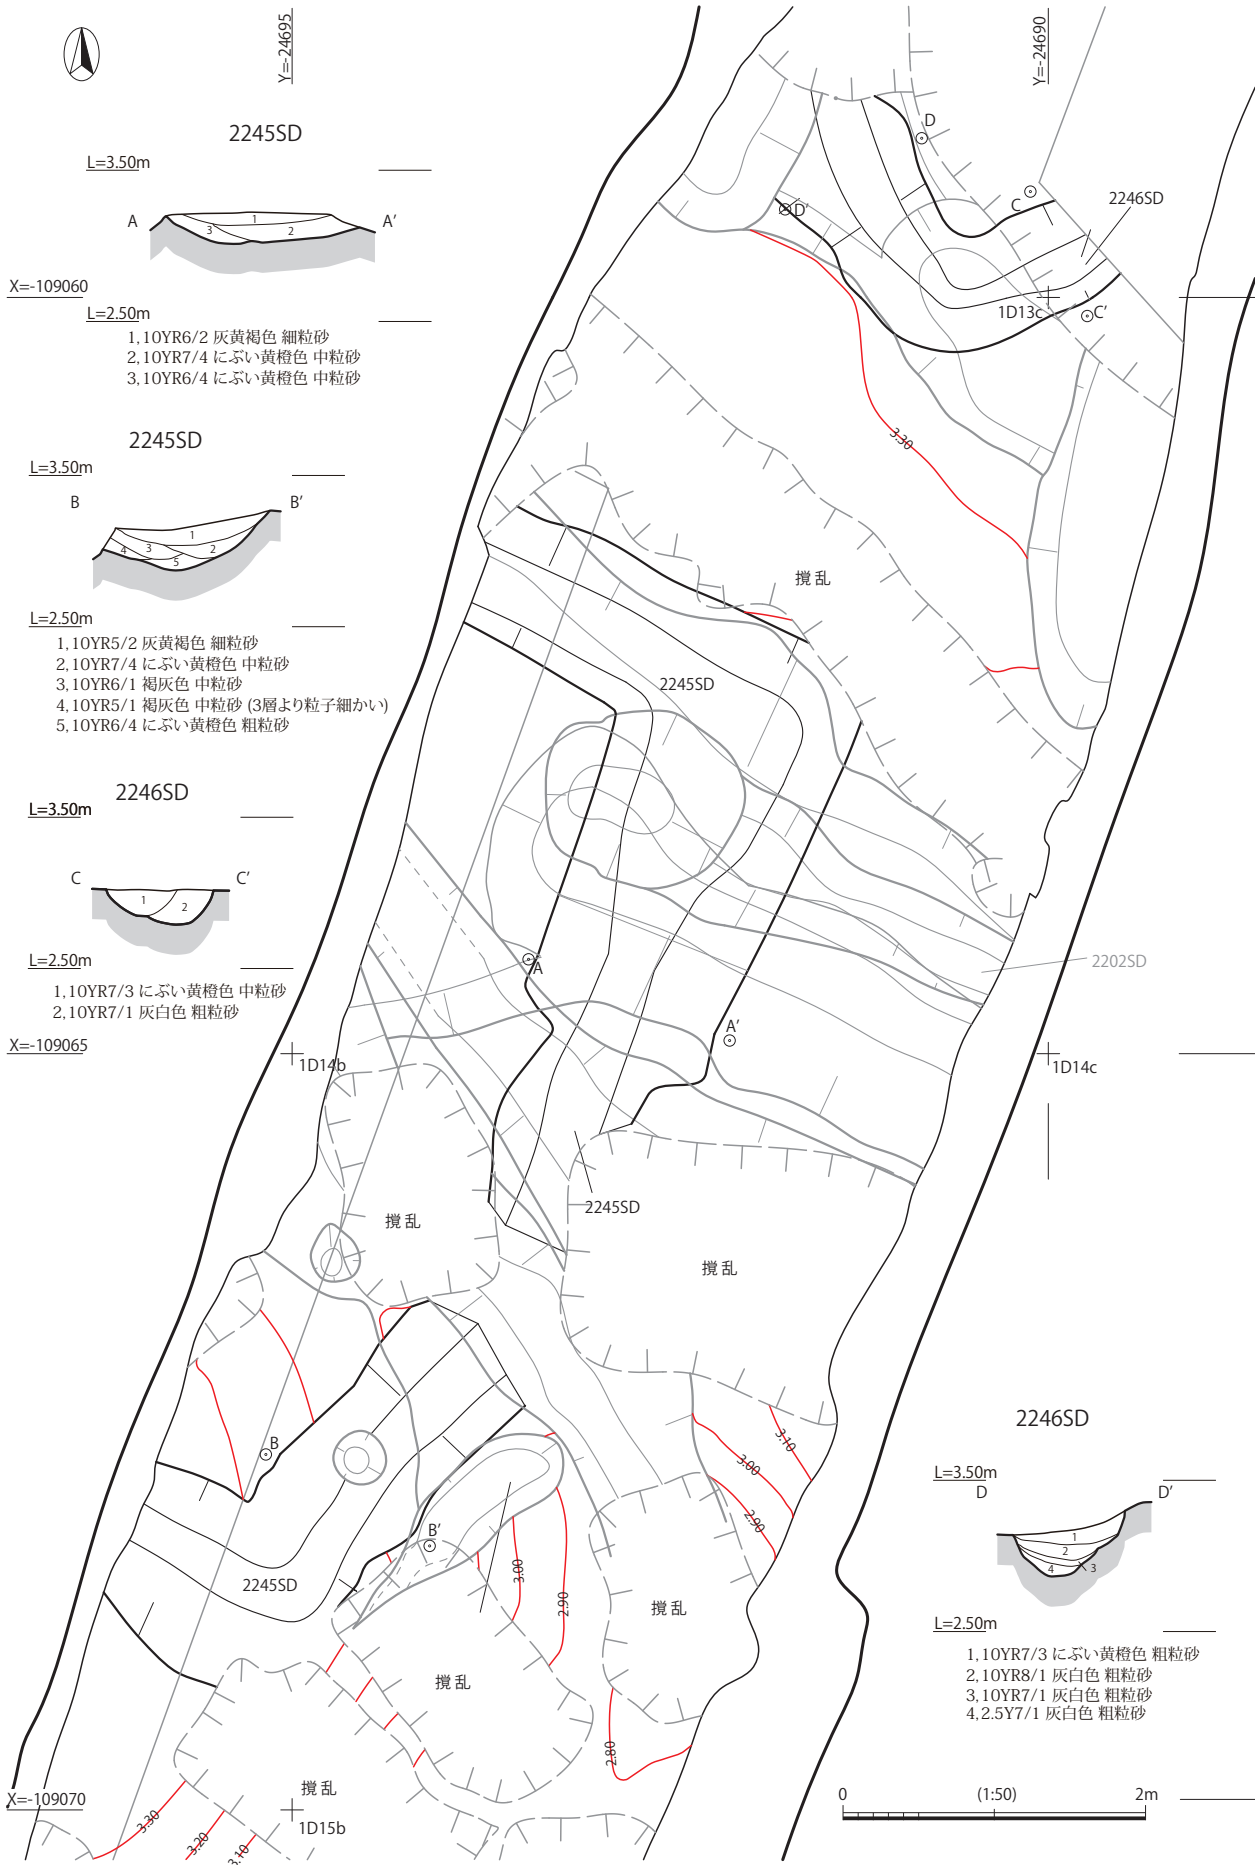 Y=-24695
Y=-24690
2245SD
L=3.50m
A
A'
1
2
3
X=-109060
L=2.50m
1,10YR6/2 灰黄褐色 細粒砂
2,10YR7/4 にぶい黄橙色 中粒砂
3,10YR6/4 にぶい黄橙色 中粒砂
2245SD
L=3.50m
B
B'
1
2
3
4
5
L=2.50m
1,10YR5/2 灰黄褐色 細粒砂
2,10YR7/4 にぶい黄橙色 中粒砂
3,10YR6/1 褐灰色 中粒砂
4,10YR5/1 褐灰色 中粒砂 (3層より粒子細かい)
5,10YR6/4 にぶい黄橙色 粗粒砂
2246SD
L=3.50m
C
C'
1
2
L=2.50m
1,10YR7/3 にぶい黄橙色 中粒砂
2,10YR7/1 灰白色 粗粒砂
X=-109065
D
D'
C
2246SD
1D13c
C'
3.30
撹乱
2245SD
A
A'
2202SD
1D14b
1D14c
2245SD
撹乱
撹乱
B
B'
2245SD
3.10
3.00
2.90
3.00
2.90
撹乱
撹乱
2.80
撹乱
X=-109070
1D15b
3.30
3.20
3.10
2246SD
L=3.50m
D
D'
1
2
3
4
L=2.50m
1,10YR7/3 にぶい黄橙色 粗粒砂
2,10YR8/1 灰白色 粗粒砂
3,10YR7/1 灰白色 粗粒砂
4,2.5Y7/1 灰白色 粗粒砂
0
(1:50)
2m